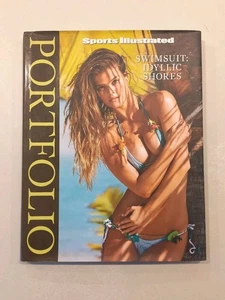 PORTFOLIO
Sports Illustrated
SWIMSUIT:
IDYLLIC
SHORES